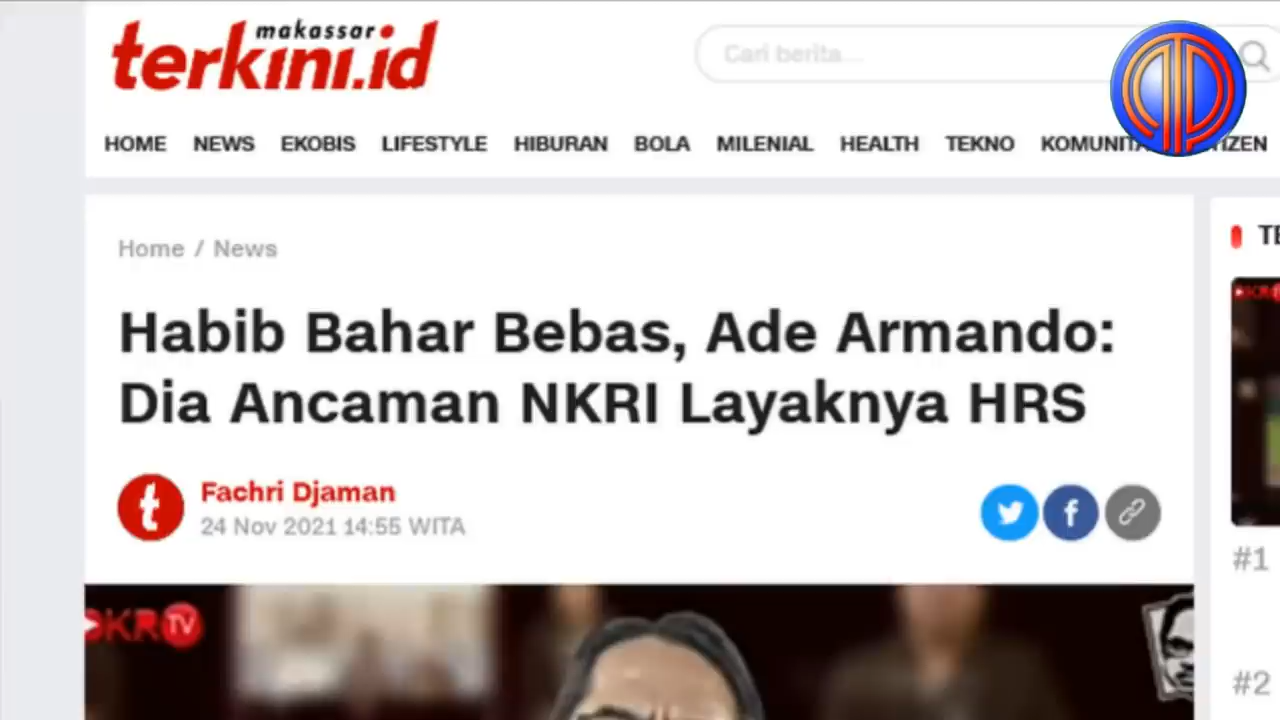 makassar
terkini.id
Cari berita...
HOME NEWS EKOBIS LIFESTYLE HIBURAN BOLA MILENIAL HEALTH TEKNO
Home / News
Habib Bahar Bebas, Ade Armando:
Dia Ancaman NKRI Layaknya HRS
Fachri Djaman
24 Nov 2021 14:55 WITA
TV
#1
#2